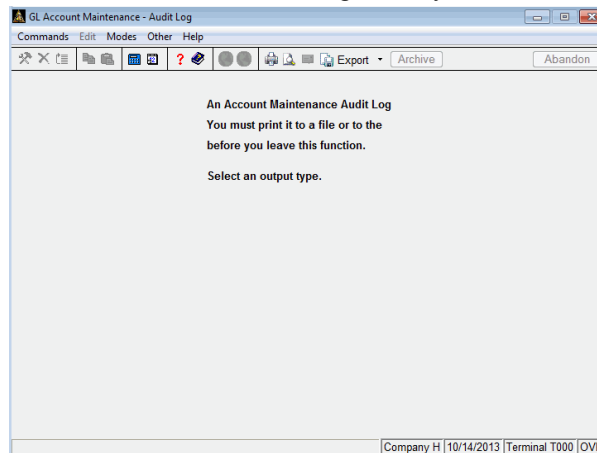 GL Account Maintenance - Audit Log
Commands Edit Modes Other Help
Export Archive Abandon
An Account Maintenance Audit Log
You must print it to a file or to the
before you leave this function.
Select an output type.
Company H 10/14/2013 Terminal T000 OV